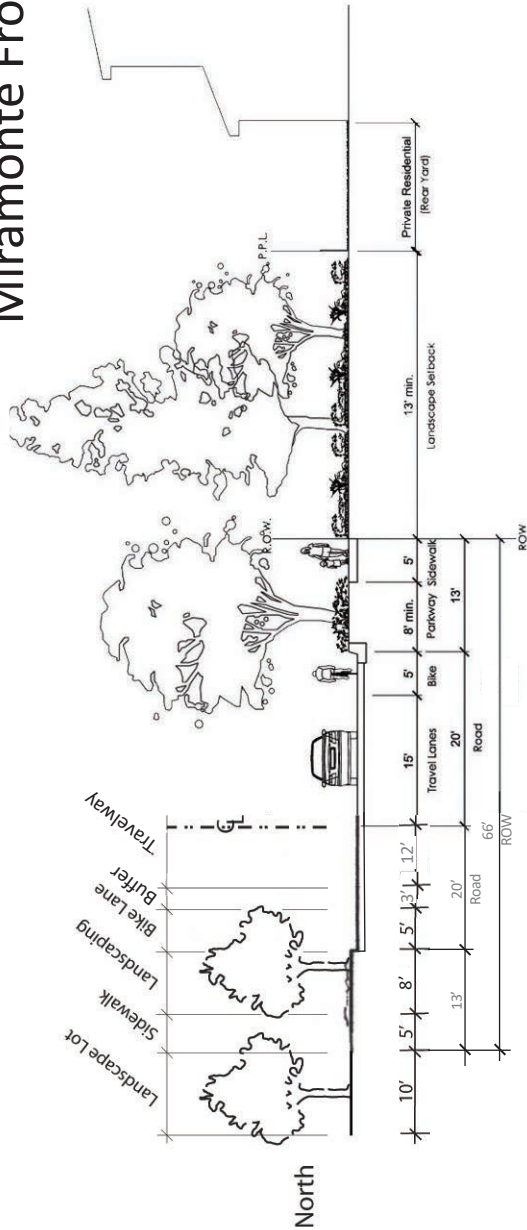 Miramonte Fro
Landscape Lot
Sidewalk
Landscaping
Bike Lane
Buffer
Travelway
North
CL
R.O.W.
P.P.L.
10'
5'
8'
5'
3'
12'
15'
5'
8' min.
5'
13' min.
Travel Lanes
Bike
Parkway
Sidewalk
Landscape Setback
Private Residential
(Rear Yard)
13'
20'
20'
13'
Road
Road
66'
ROW
ROW